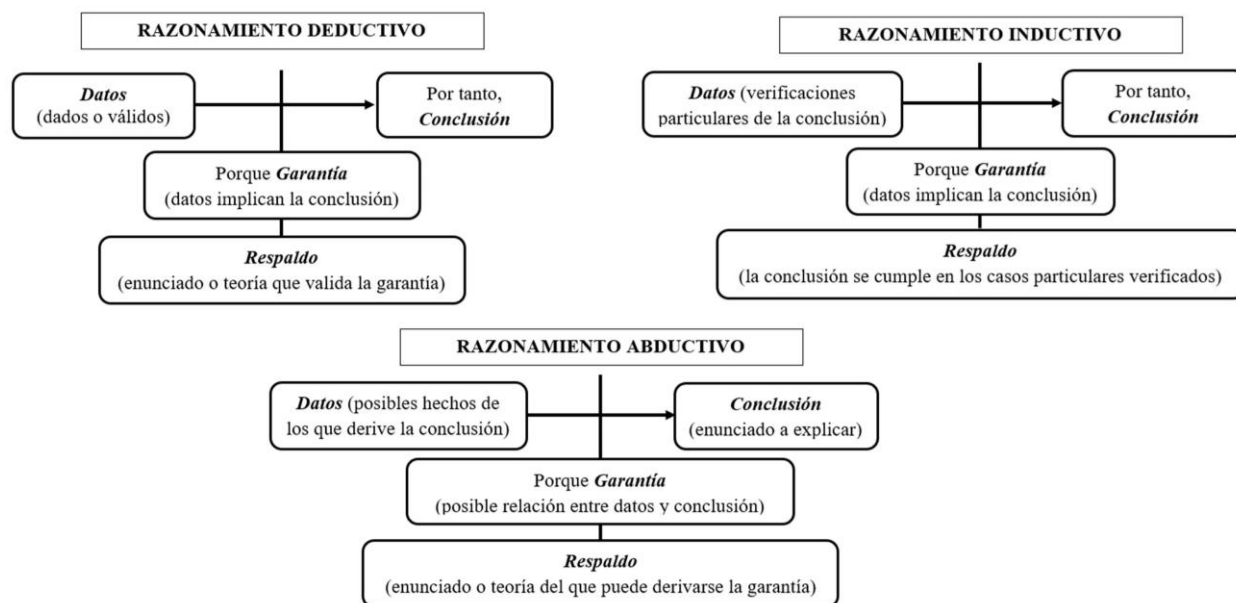 RAZONAMIENTO DEDUCTIVO
Datos
(dados o válidos)
Por tanto,
Conclusión
Porque Garantía
(datos implican la conclusión)
Respaldo
(enunciado o teoría que valida la garantía)
RAZONAMIENTO INDUCTIVO
Datos (verificaciones
particulares de la conclusión)
Por tanto,
Conclusión
Porque Garantía
(datos implican la conclusión)
Respaldo
(la conclusión se cumple en los casos particulares verificados)
RAZONAMIENTO ABDUCTIVO
Datos (posibles hechos de
los que derive la conclusión)
Conclusión
(enunciado a explicar)
Porque Garantía
(posible relación entre datos y conclusión)
Respaldo
(enunciado o teoría del que puede derivarse la garantía)